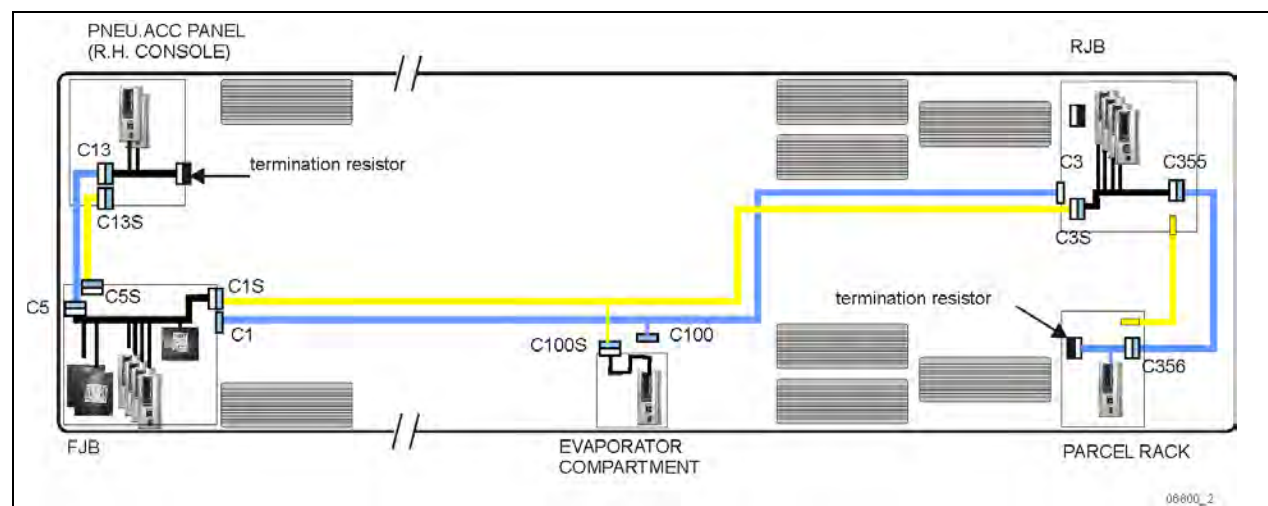 PNEU.ACC PANEL
(R.H. CONSOLE)
RJB
C13
termination resistor
C3
C355
C13S
C3S
C5
C5S
C1S
C1
termination resistor
C100S
C100
C356
FJB
EVAPORATOR
COMPARTMENT
PARCEL RACK
06800_2